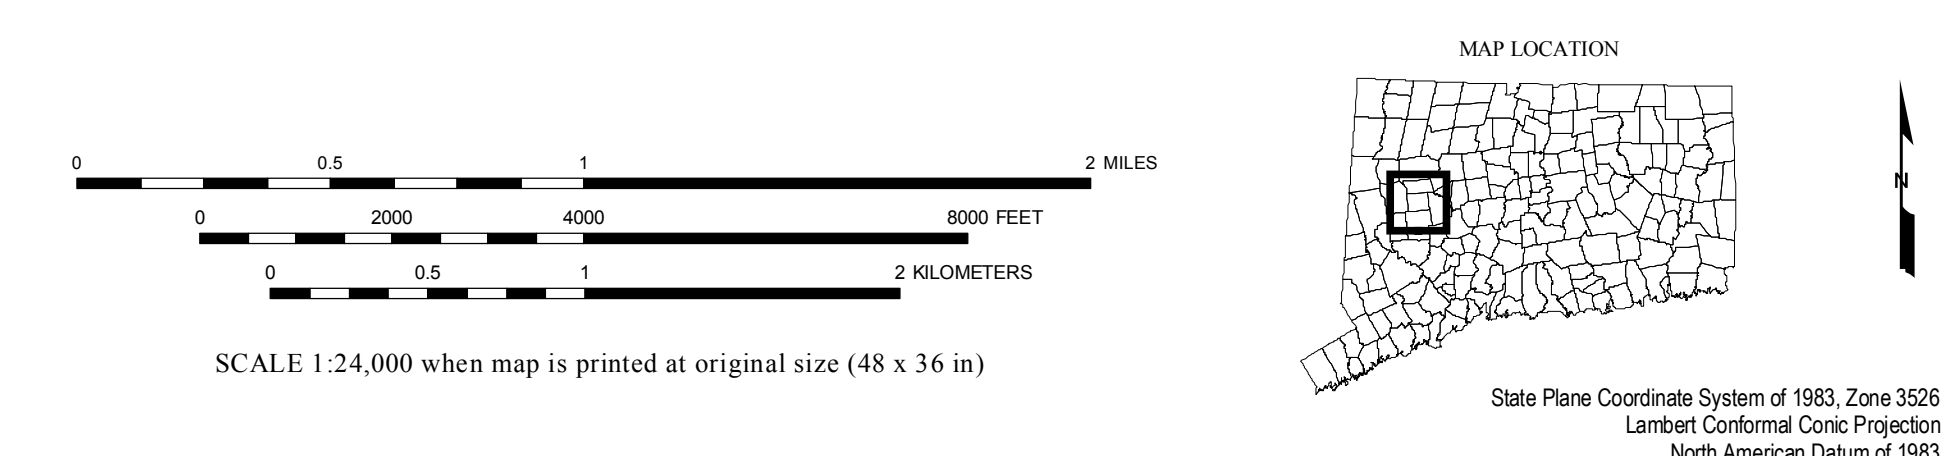 MAP LOCATION
0 0.5 1 2 MILES
0 2000 4000 8000 FEET
0 0.5 1 2 KILOMETERS
SCALE 1:24,000 when map is printed at original size (48 x 36 in)
N
State Plane Coordinate System of 1983, Zone 3526
Lambert Conformal Conic Projection
North American Datum of 1983